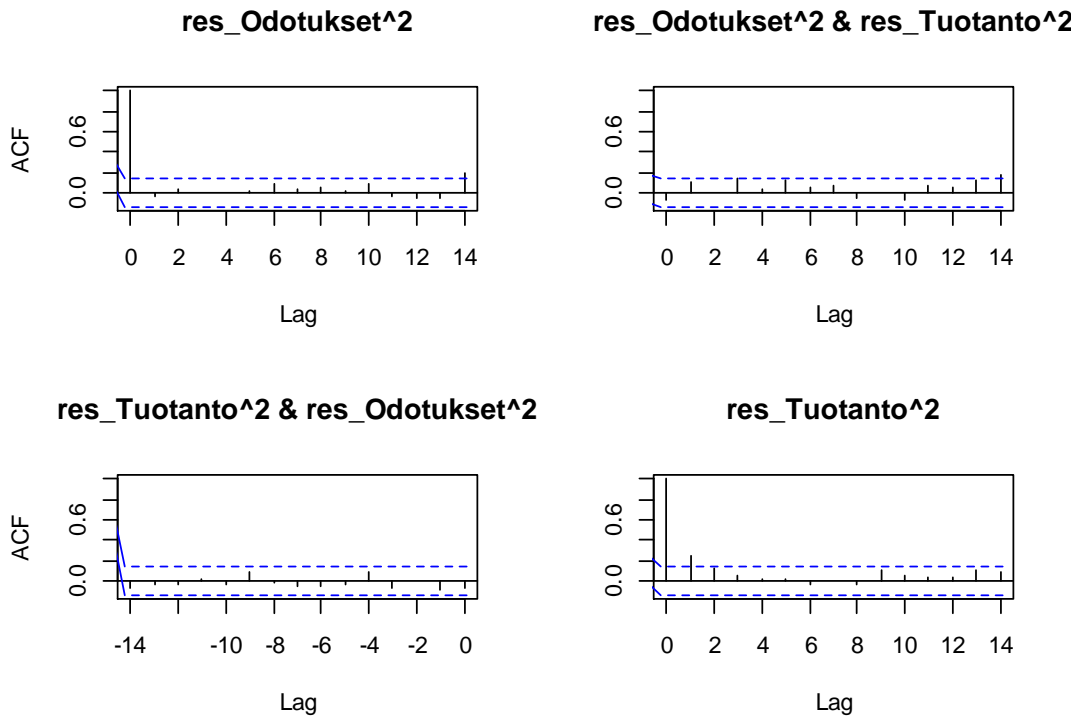 res_Odotukset^2
ACF
0.0 0.6
0 2 4 6 8 10 12 14
Lag
res_Odotukset^2 & res_Tuotanto^2
0.0 0.6
0 2 4 6 8 10 12 14
Lag
res_Tuotanto^2 & res_Odotukset^2
ACF
0.0 0.6
-14 -10 -8 -6 -4 -2 0
Lag
res_Tuotanto^2
0.0 0.6
0 2 4 6 8 10 12 14
Lag